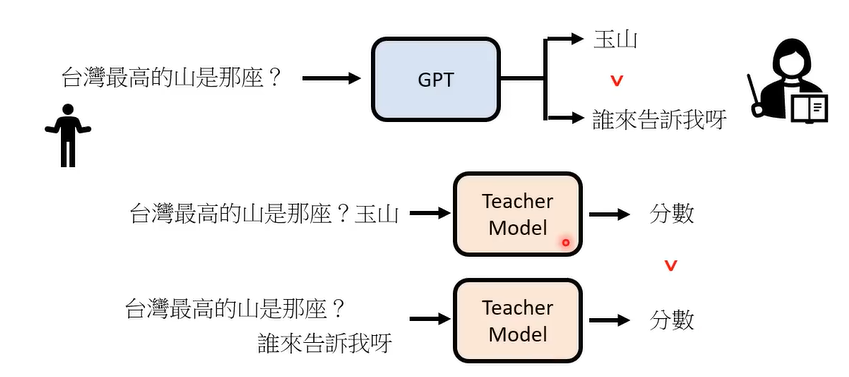 台灣最高的山是那座？
GPT
玉山
v
誰來告訴我呀
台灣最高的山是那座？玉山
Teacher
Model
分數
v
台灣最高的山是那座？
誰來告訴我呀
Teacher
Model
分數